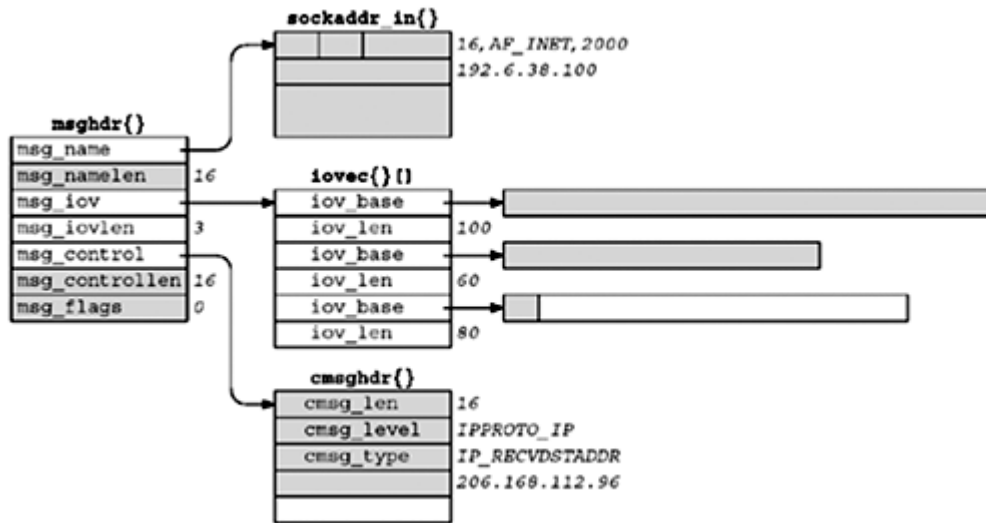 sockaddr_in{}
16,AF_INET,2000
192.6.38.100
msghdr{}
msg_name
msg_namelen 16
msg_iov
msg_iovlen 3
msg_control
msg_controllen 16
msg_flags 0
iovec{}[]
iov_base
iov_len 100
iov_base
iov_len 60
iov_base
iov_len 80
cmsghdr{}
cmsg_len 16
cmsg_level IPPROTO_IP
cmsg_type IP_RECVDSTADDR
206.168.112.96